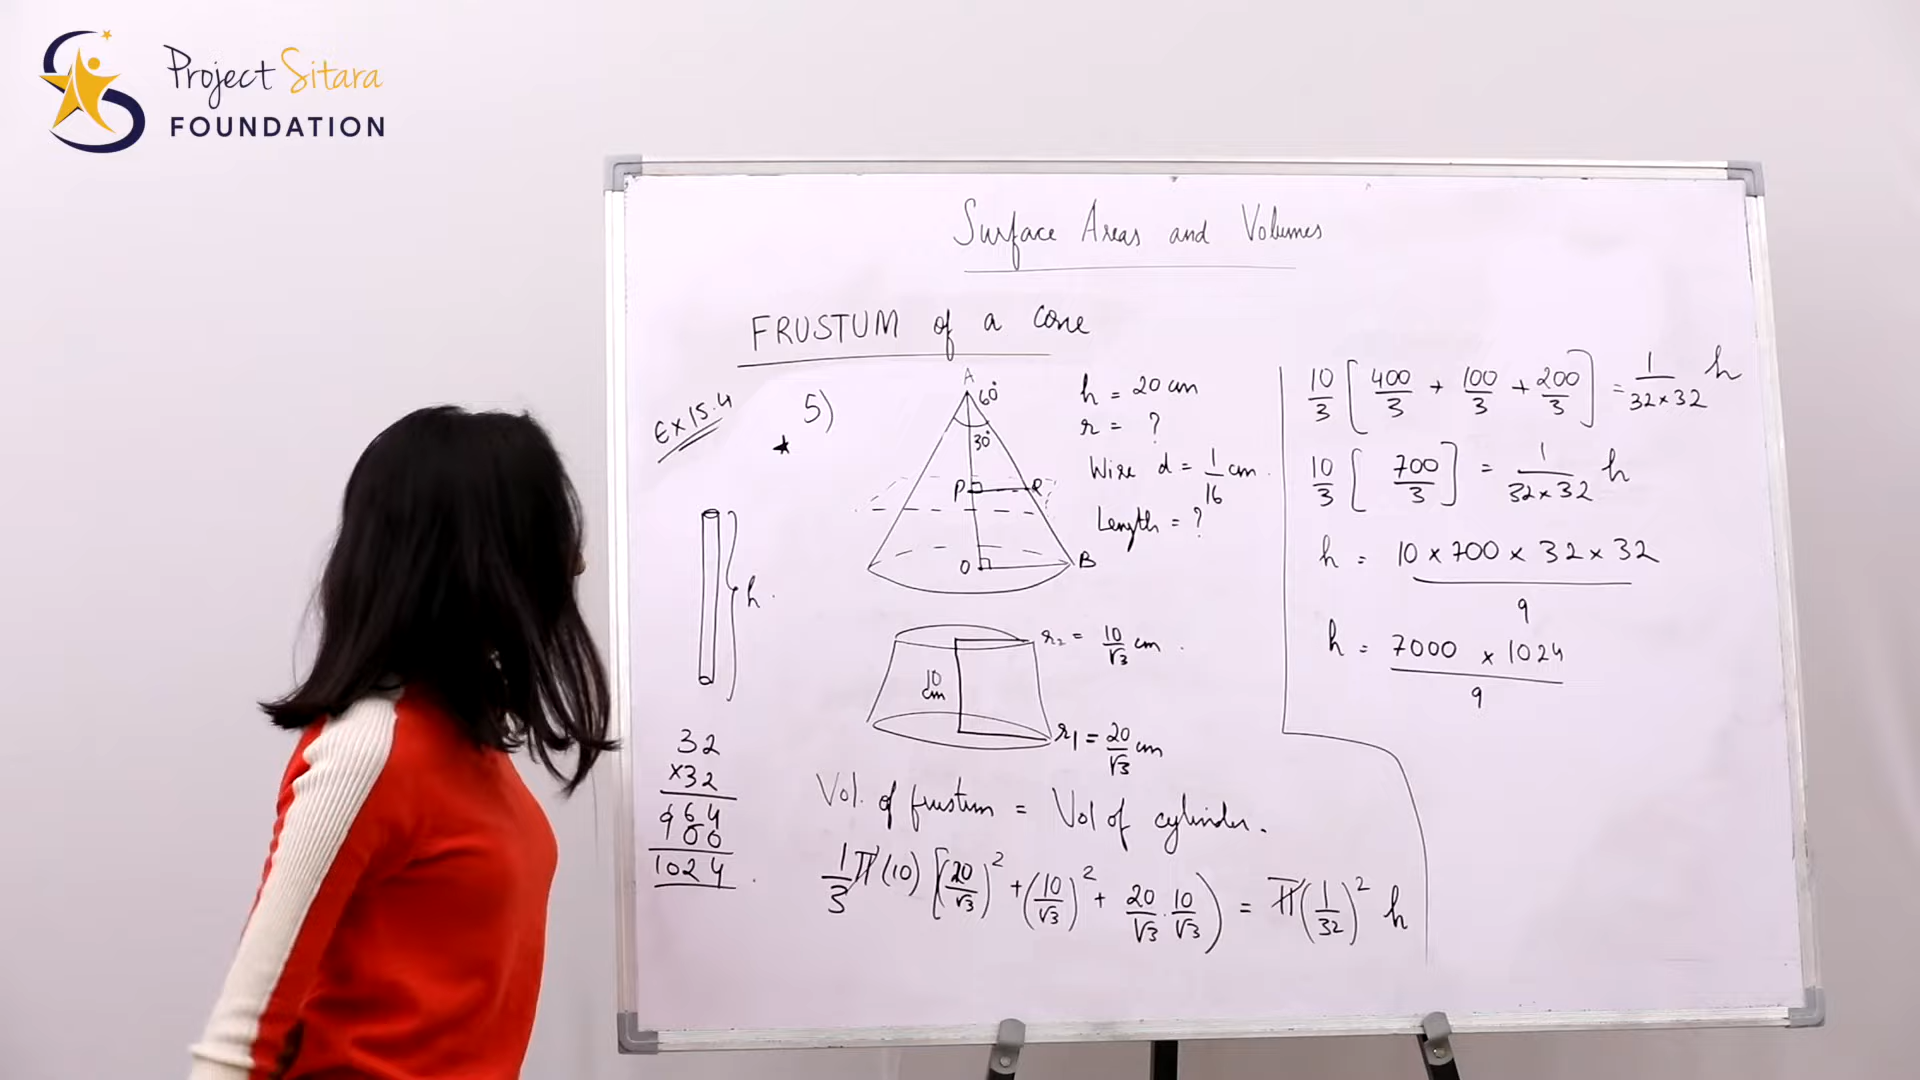 Project Sitara
FOUNDATION
Surface Areas and Volumes
FRUSTUM of a Cone
Ex 15.4
5)
A
60°
30°
P
R
O
B
h = 20 cm
r = ?
Wire d = 1/16 cm.
Length = ?
h.
r₂ = 10/√3 cm.
10 cm
r₁ = 20/√3 cm
32
×32
964
900
1024
Vol. of frustum = Vol of cylinder.
1/3 π (10) [(20/√3)² + (10/√3)² + 20/√3 . 10/√3) = π (1/32)² h
10/3 [400/3 + 100/3 + 200/3] = 1/32×32 h
10/3 [700/3] = 1/32×32 h
h = 10 × 700 × 32 × 32 / 9
h = 7000 × 1024 / 9